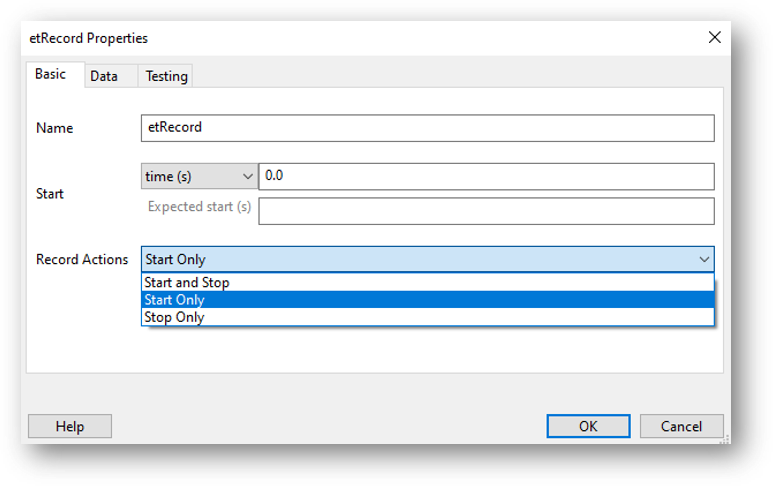 etRecord Properties
Basic Data Testing
Name etRecord
Start time (s) 0.0
Expected start (s)
Record Actions Start Only
Start and Stop
Start Only
Stop Only
Help OK Cancel